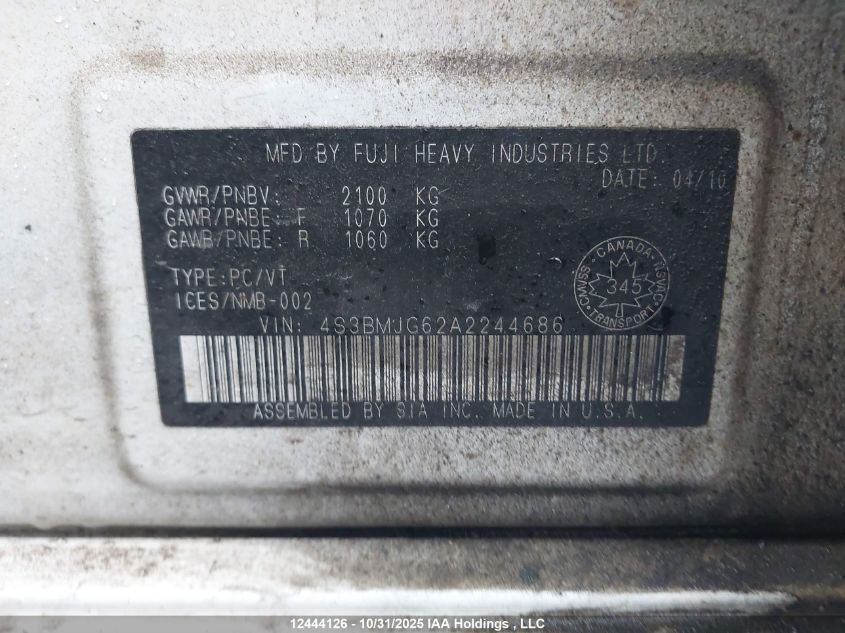 MFD BY FUJI HEAVY INDUSTRIES LTD.
DATE: 04/10
GVWR/PNBV: 2100 KG
GAWR/PNBE: F 1070 KG
GAWR/PNBE: R 1060 KG
TYPE:PC/VT
ICES/NMB-002
CANADA
CMVSS NSVAC
345
TRANSPORT
VIN: 4S3BMJG62A2244686
ASSEMBLED BY SIA INC. MADE IN U.S.A.
12444126 - 10/31/2025 IAA Holdings , LLC